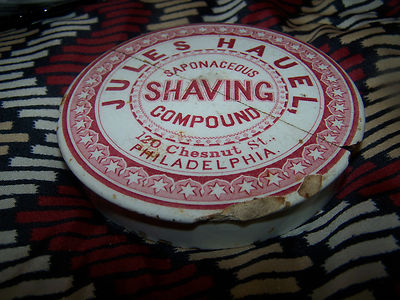 JULES HAUEL
SAPONACEOUS
SHAVING
COMPOUND
120 Chesnut St.,
PHILADELPHIA.